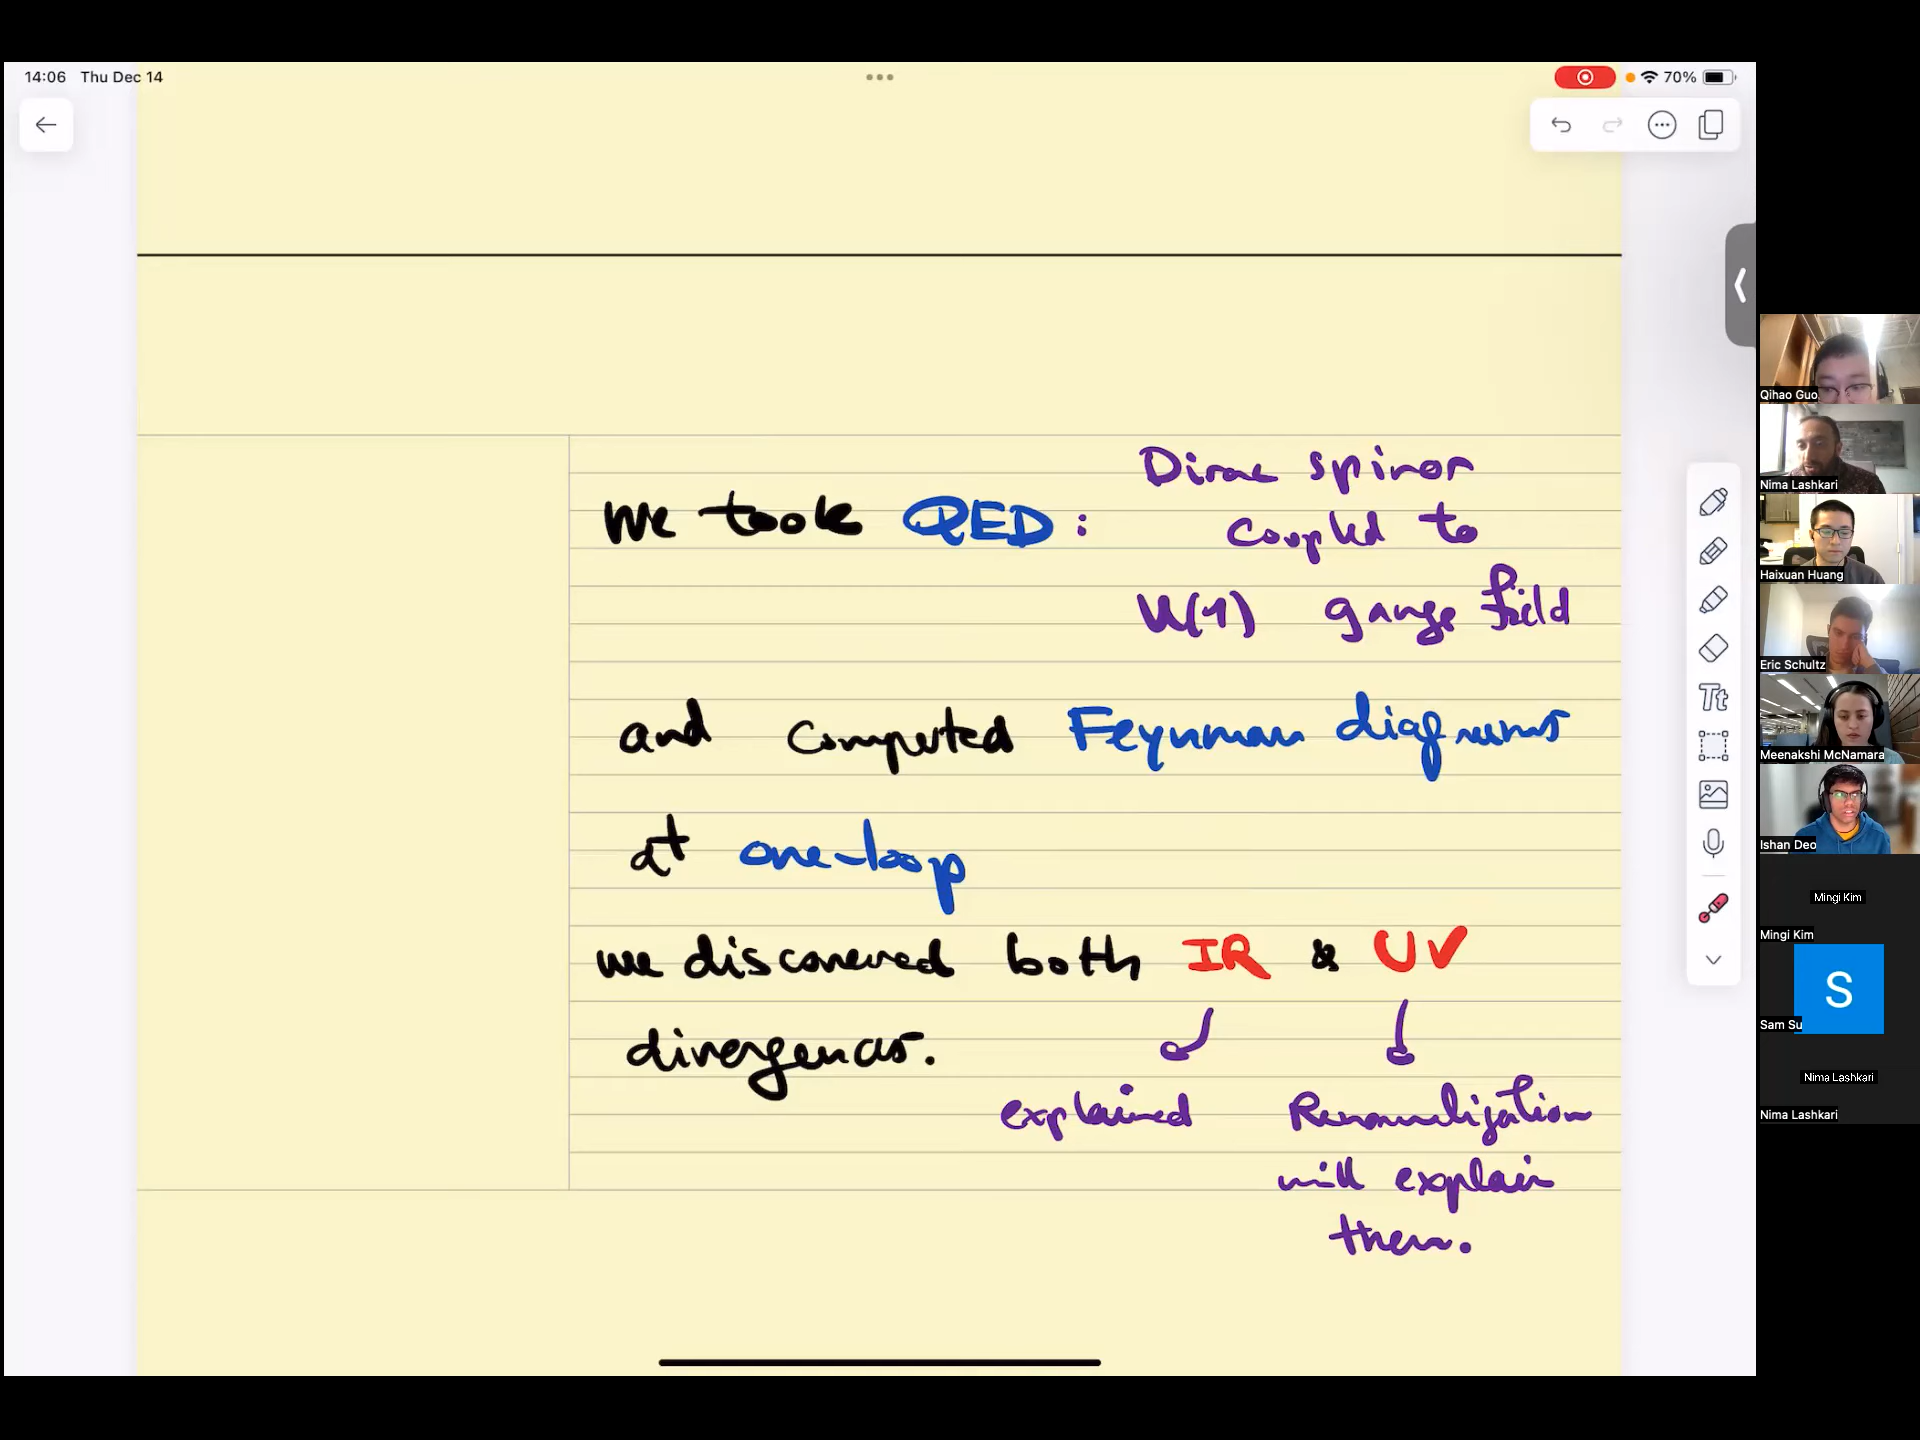 14:06 Thu Dec 14
70%
Dirac spinor
We took QED : coupled to
U(1) gauge field
and computed Feynman diagrams
at one-loop
we discovered both IR & UV
divergences.
explained Renormalization
will explain
them.
Tt
Qihao Guo
Nima Lashkari
Haixuan Huang
Eric Schultz
Meenakshi McNamara
Ishan Deo
Mingi Kim
Mingi Kim
S
Sam Su
Nima Lashkari
Nima Lashkari